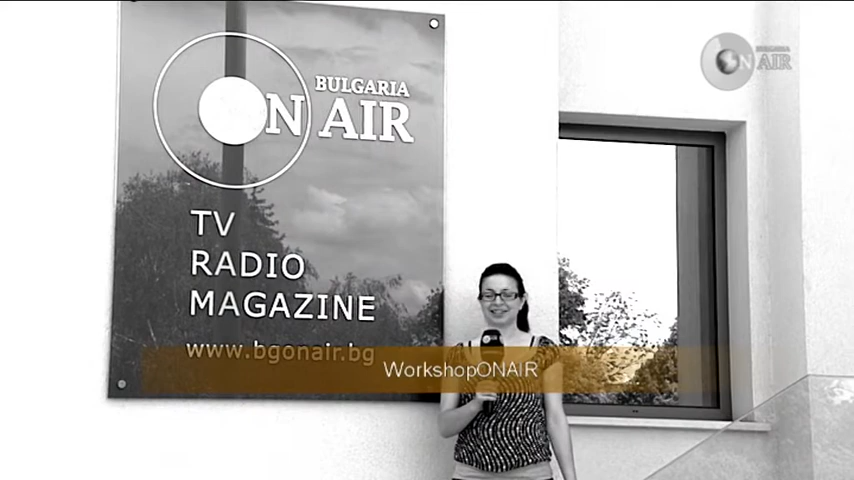 BULGARIA
ON AIR
TV
RADIO
MAGAZINE
www.bgonair.bg
BULGARIA
ON AIR
WorkshopONAIR